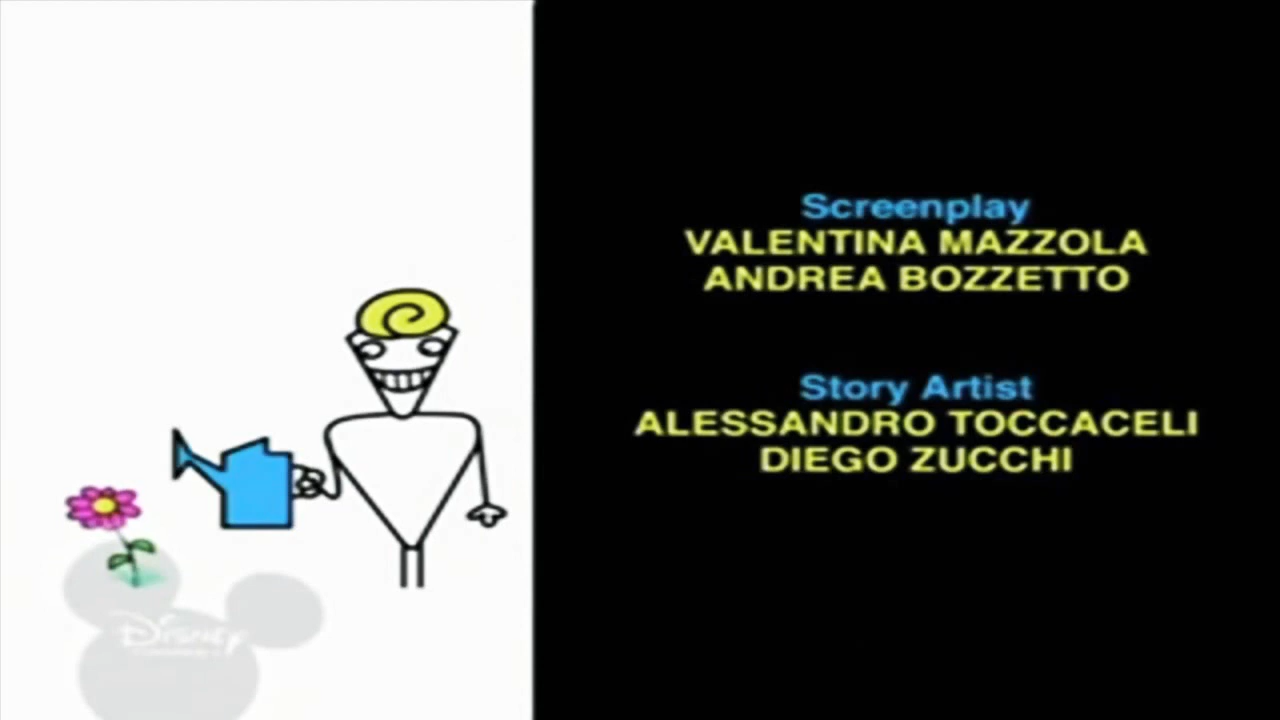 Screenplay
VALENTINA MAZZOLA
ANDREA BOZZETTO
Story Artist
ALESSANDRO TOCCACELI
DIEGO ZUCCHI
Disney